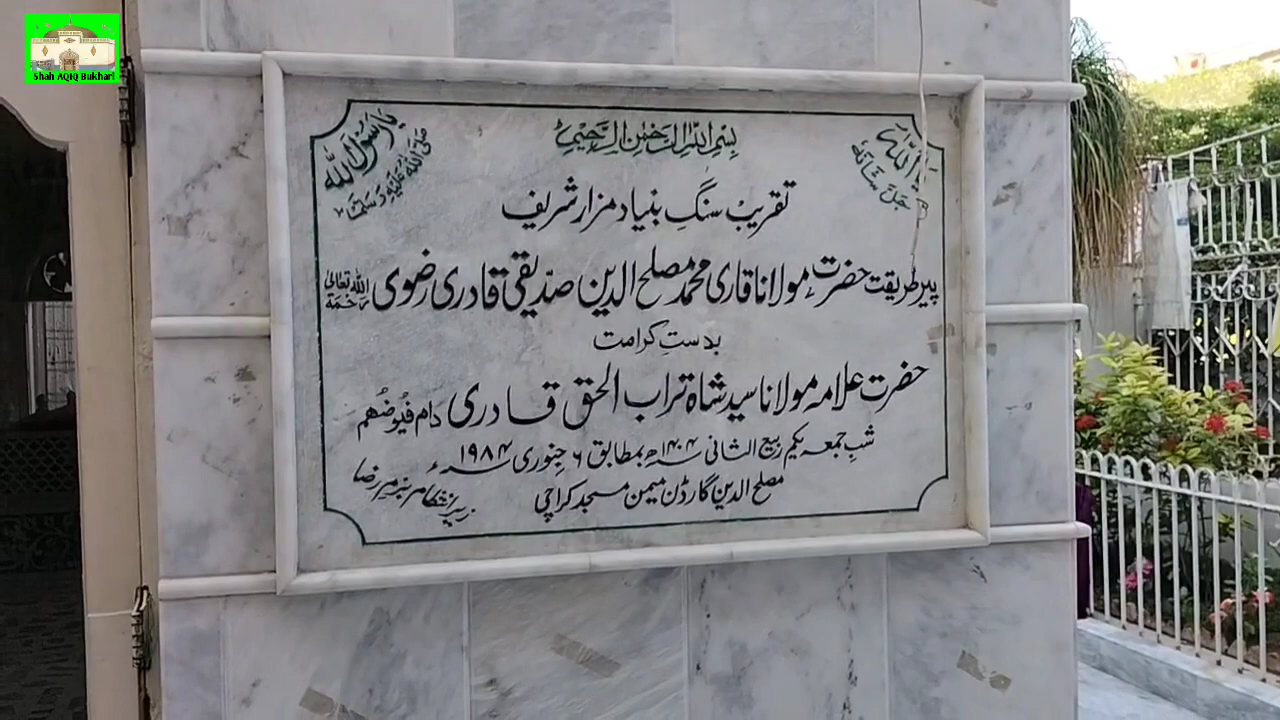 Shah AQIQ Bukhari
یا اللہ
جل شانہٗ
بسم اللہ الرحمٰن الرحیم
یا رسول اللہ
صلی اللہ علیہ وسلم
تقریب سنگِ بنیاد مزار شریف
پیرِ طریقت حضرت مولانا قاری محمد مصلح الدین صدیقی قادری رضوی رحمۃ اللہ تعالیٰ
بدستِ کرامت
حضرت علامہ مولانا سید شاہ تراب الحق قادری دام فیوضھم
شبِ جمعہ یکم ربیع الثانی ۱۴۰۴ھ بمطابق ۶ جنوری ۱۹۸۴ء
مصلح الدین گارڈن میمن مسجد کراچی
زیر انتظام بزم رضا